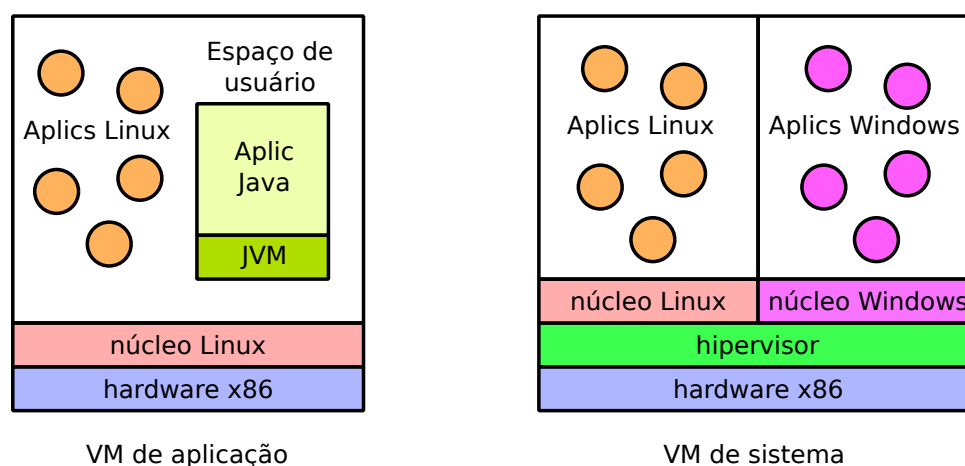 Espaço de
usuário
Aplics Linux
Aplic
Java
JVM
núcleo Linux
hardware x86
VM de aplicação
Aplics Linux
Aplics Windows
núcleo Linux
núcleo Windows
hipervisor
hardware x86
VM de sistema